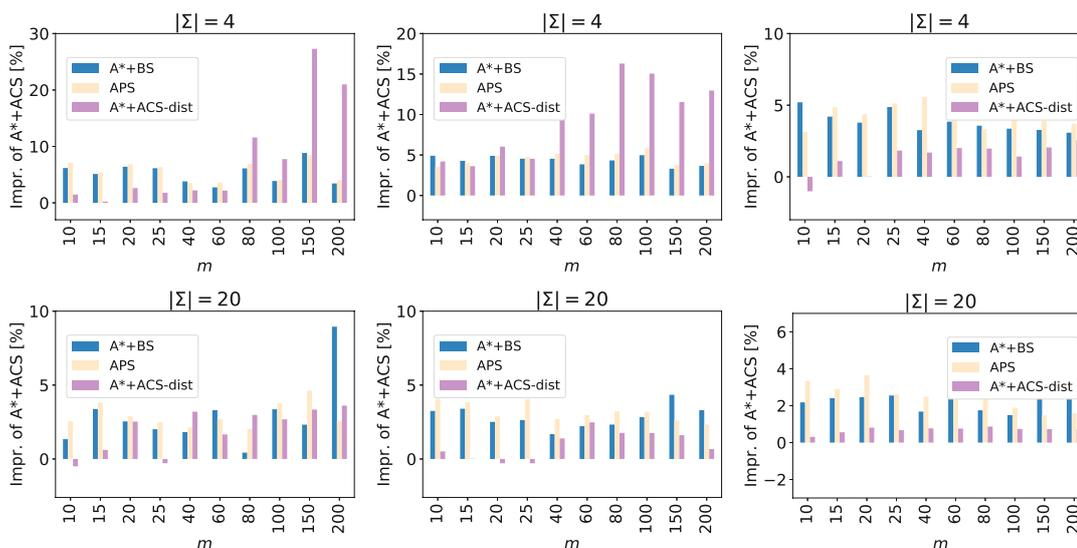 |Σ| = 4
Impr. of A*+ACS [%]
30
20
10
0
A*+BS
APS
A*+ACS-dist
10 15 20 25 40 60 80 100 150 200
m
|Σ| = 4
Impr. of A*+ACS [%]
20
15
10
5
0
A*+BS
APS
A*+ACS-dist
10 15 20 25 40 60 80 100 150 200
m
|Σ| = 4
Impr. of A*+ACS [%]
10
5
0
A*+BS
APS
A*+ACS-dist
10 15 20 25 40 60 80 100 150 200
m
|Σ| = 20
Impr. of A*+ACS [%]
10
5
0
A*+BS
APS
A*+ACS-dist
10 15 20 25 40 60 80 100 150 200
m
|Σ| = 20
Impr. of A*+ACS [%]
10
5
0
A*+BS
APS
A*+ACS-dist
10 15 20 25 40 60 80 100 150 200
m
|Σ| = 20
Impr. of A*+ACS [%]
6
4
2
0
−2
A*+BS
APS
A*+ACS-dist
10 15 20 25 40 60 80 100 150 200
m